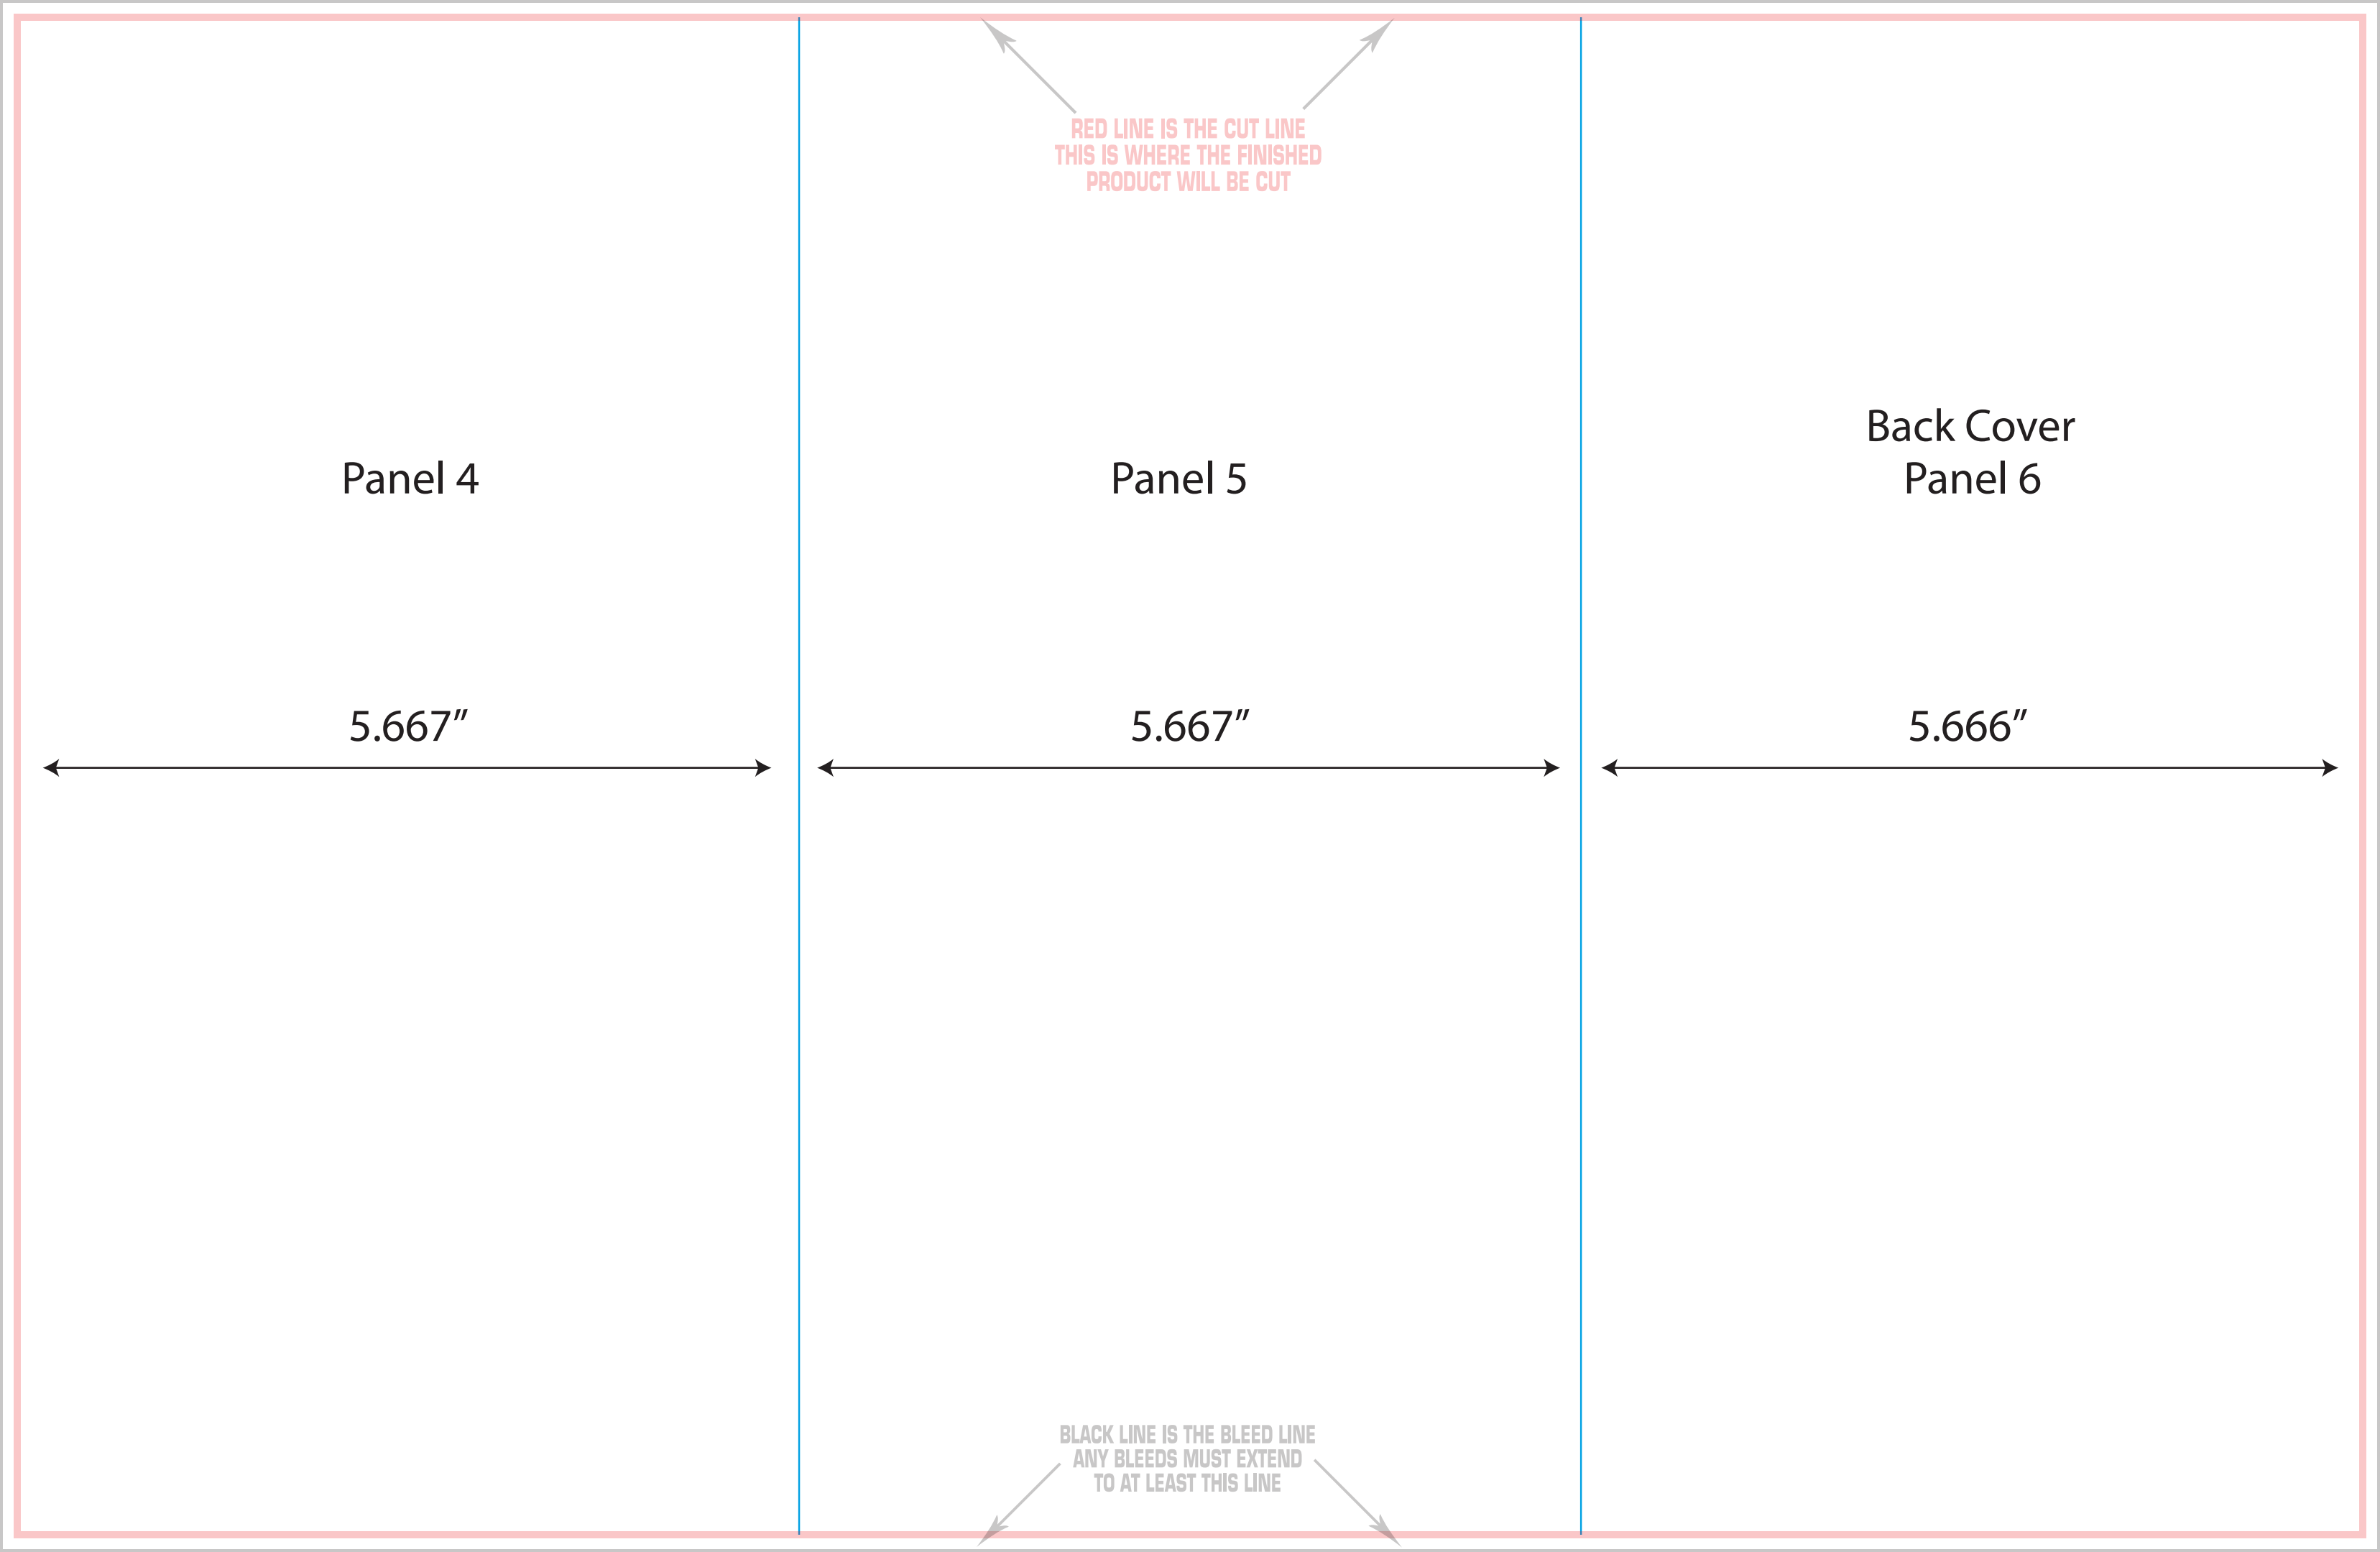 RED LINE IS THE CUT LINE
THIS IS WHERE THE FINISHED
PRODUCT WILL BE CUT
Panel 4
Panel 5
Back Cover
Panel 6
5.667”
5.667”
5.666”
BLACK LINE IS THE BLEED LINE
ANY BLEEDS MUST EXTEND
TO AT LEAST THIS LINE